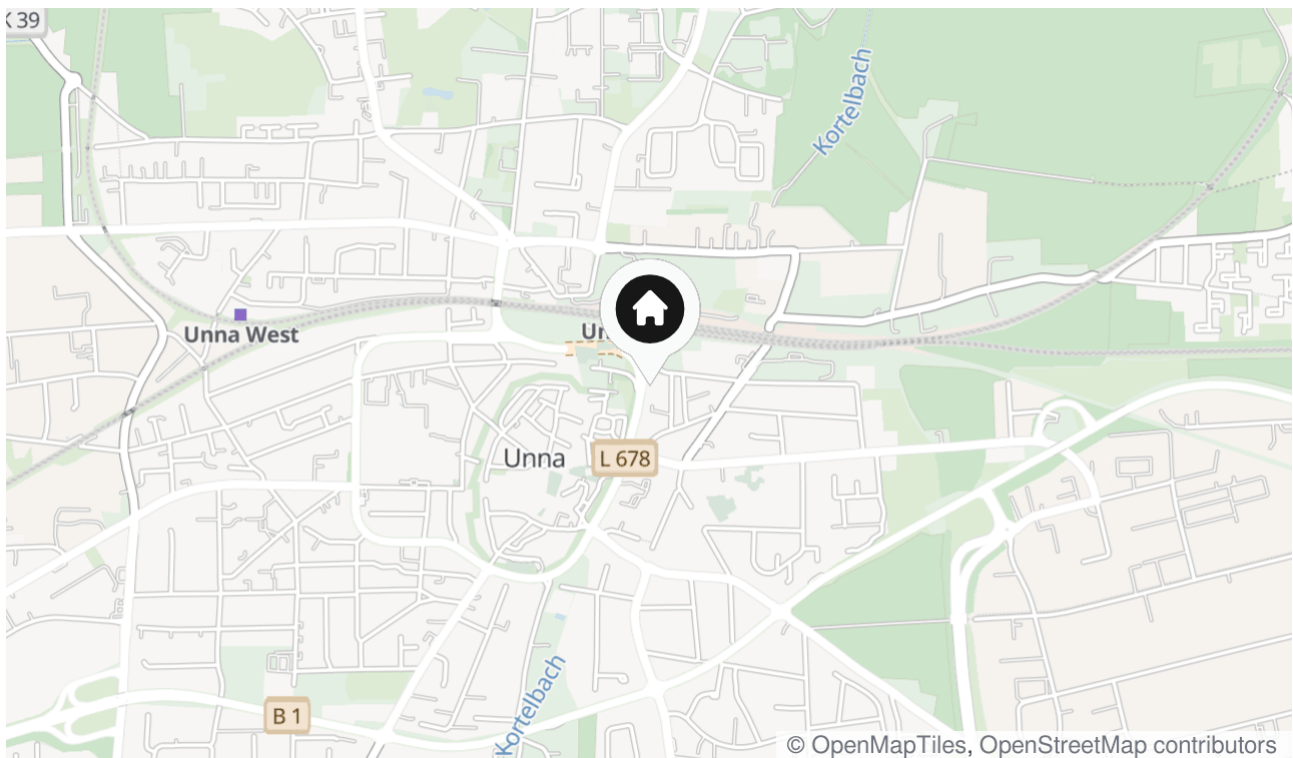 K 39
Kortelbach
Unna West
Unna
L 678
Kortelbach
B 1
© OpenMapTiles, OpenStreetMap contributors